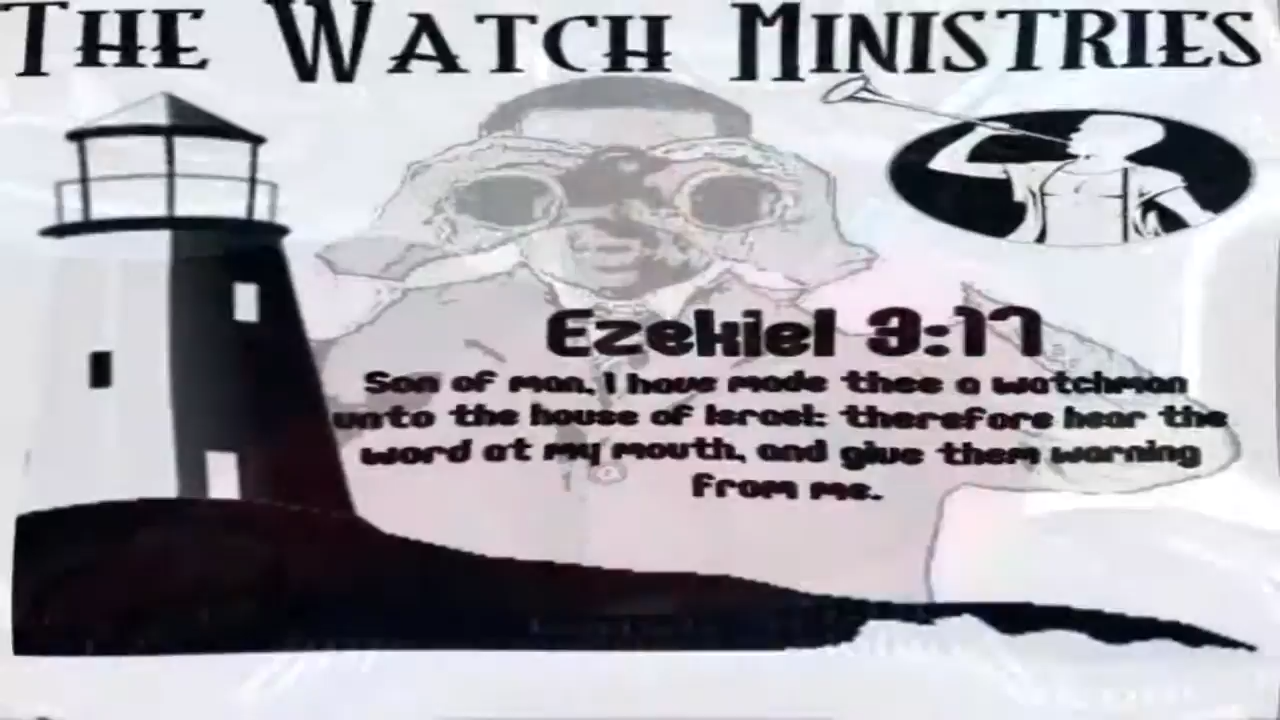 THE WATCH MINISTRIES
Ezekiel 3:17
Son of man, I have made thee a watchman
unto the house of Israel: therefore hear the
word at my mouth, and give them warning
from me.